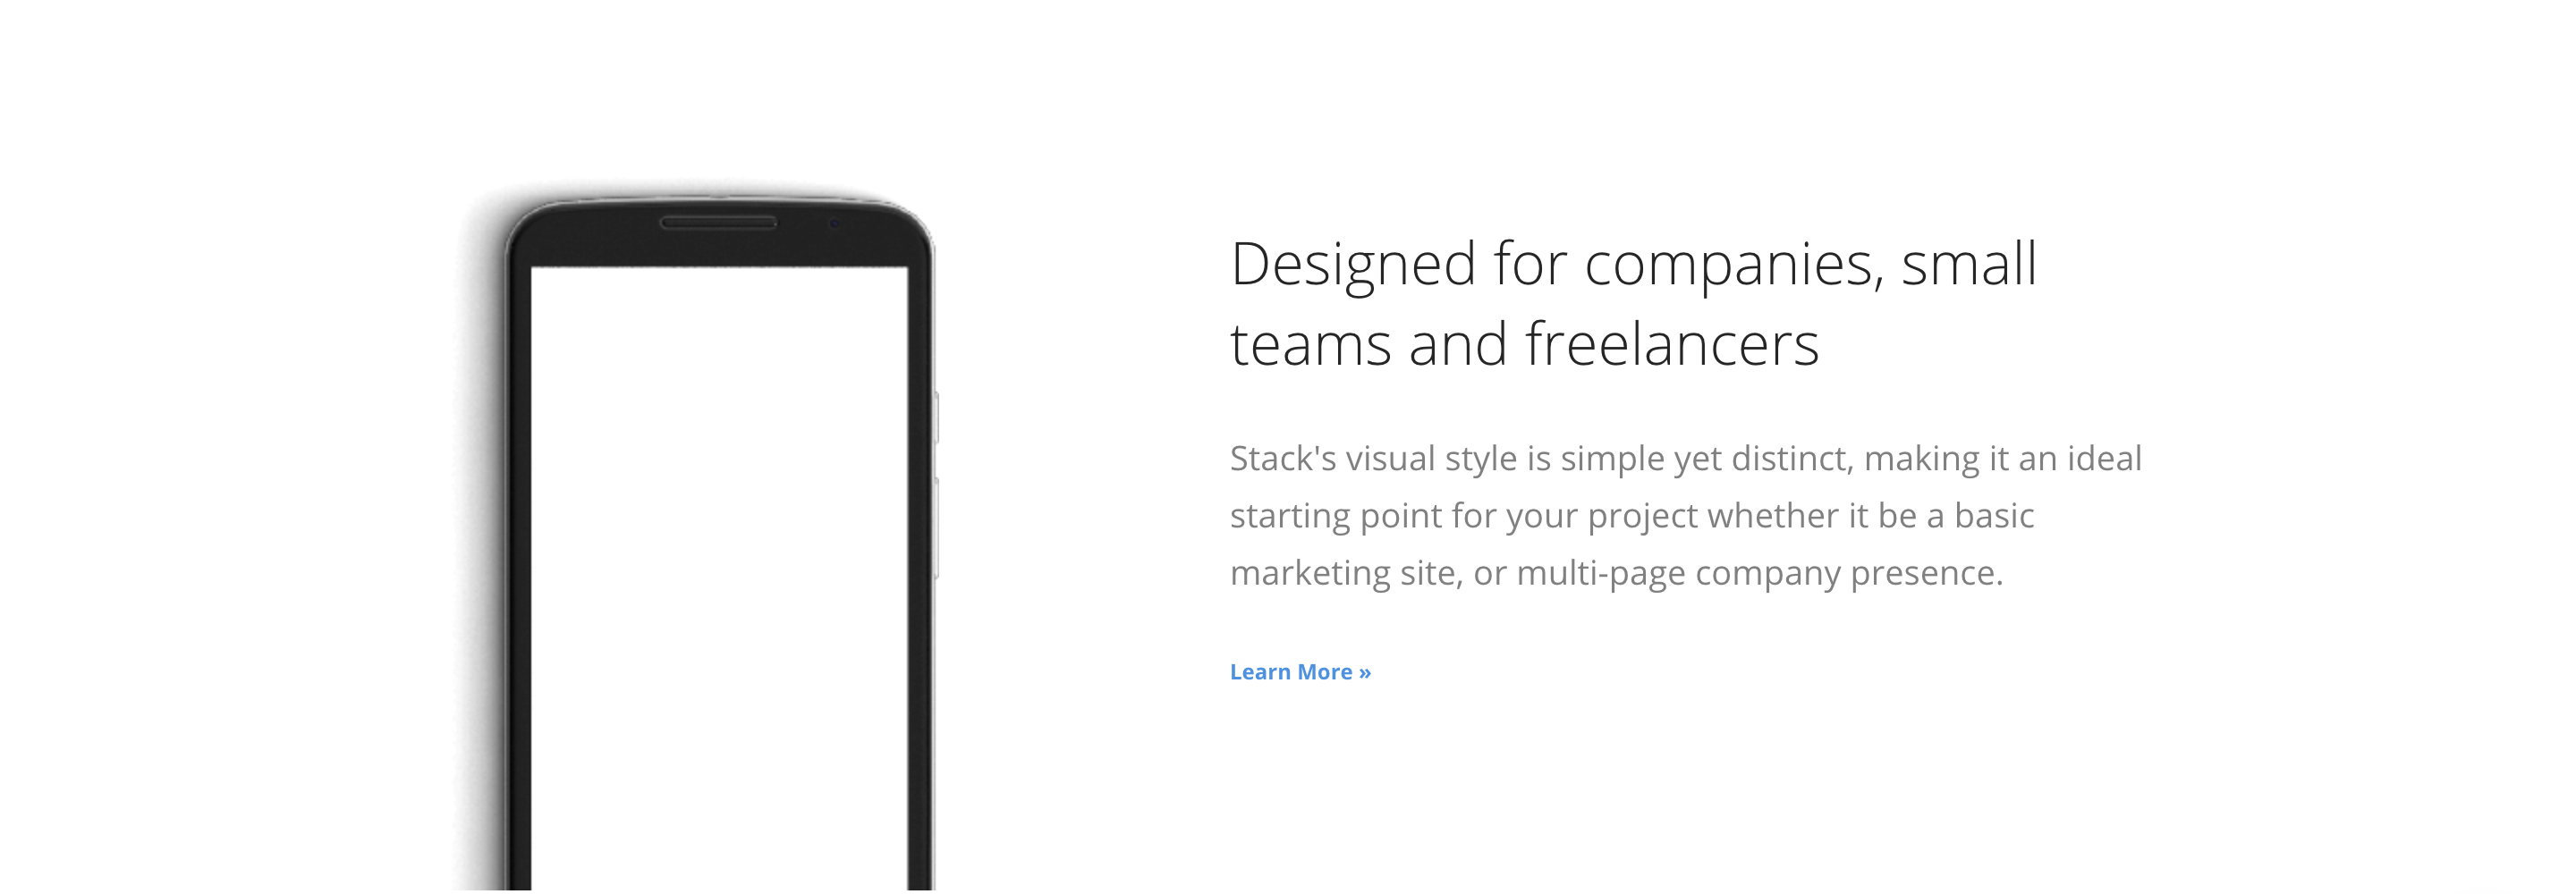 Designed for companies, small
teams and freelancers
Stack's visual style is simple yet distinct, making it an ideal
starting point for your project whether it be a basic
marketing site, or multi-page company presence.
Learn More »